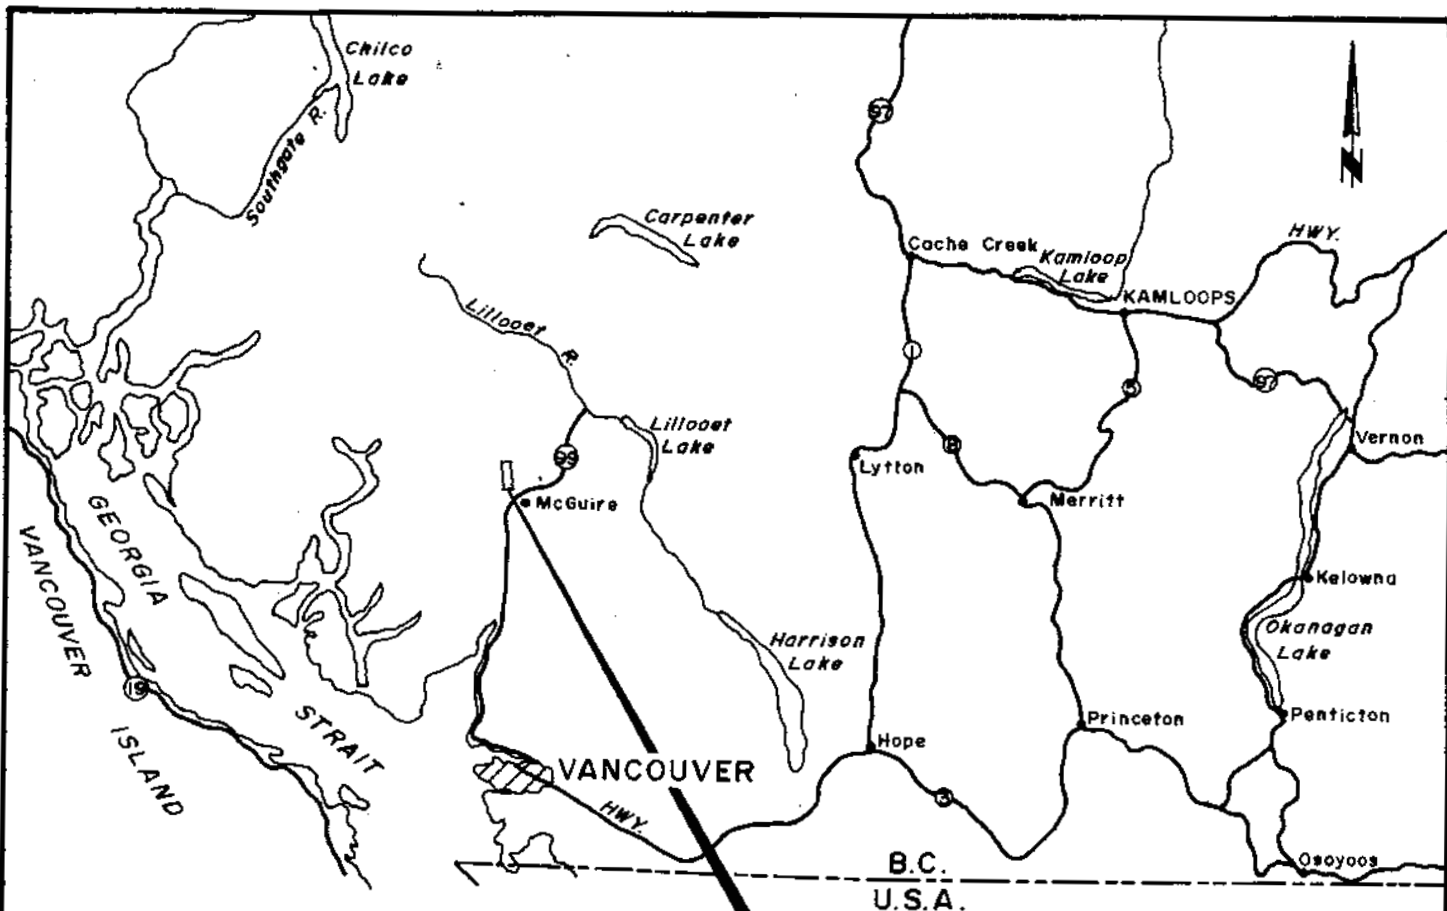 Chilco
Lake
Southgate R.
97
N
Carpenter
Lake
HWY.
Cache Creek
Kamloop
Lake
KAMLOOPS
Lillooet R.
1
5
97
Lillooet
Lake
8
Vernon
99
Lytton
McGuire
Merritt
GEORGIA
STRAIT
VANCOUVER
ISLAND
Kelowna
Okanagan
Lake
Harrison
Lake
19
Penticton
Princeton
Hope
VANCOUVER
3
HWY.
Osoyoos
B.C.
U.S.A.